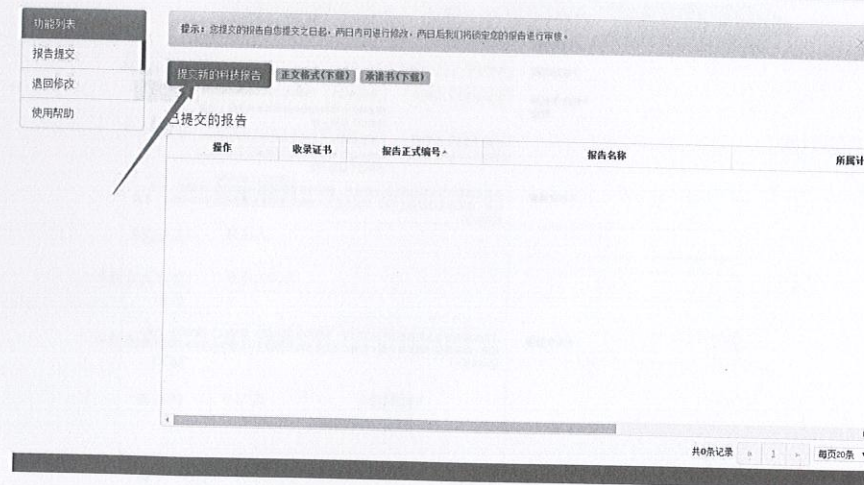 功能列表
报告提交
退回修改
使用帮助
提示：您提交的报告自您提交之日起，两日内可进行修改，两日后我们将锁定您的报告进行审核。
提交新的科技报告 正文格式(下载) 承诺书(下载)
已提交的报告
操作 收录证书 报告正式编号 报告名称 所属计
共0条记录 1 每页20条